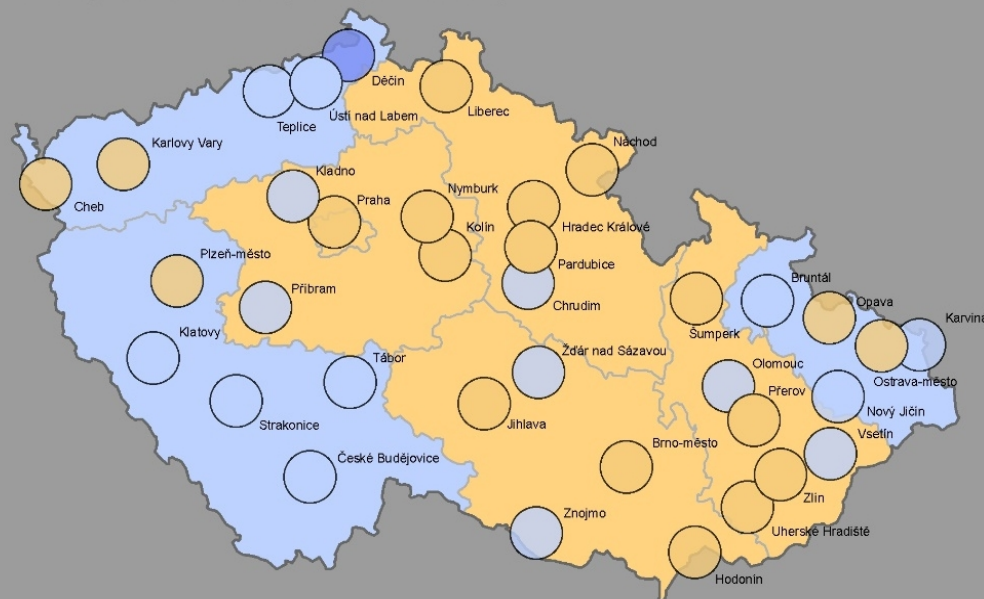 Děčín
Ústí nad Labem
Teplice
Liberec
Náchod
Karlovy Vary
Kladno
Cheb
Praha
Nymburk
Kolín
Hradec Králové
Plzeň-město
Pardubice
Příbram
Chrudim
Bruntál
Opava
Karviná
Šumperk
Klatovy
Tábor
Žďár nad Sázavou
Olomouc
Ostrava-město
Přerov
Nový Jičín
Strakonice
Jihlava
Vsetín
Brno-město
České Budějovice
Zlín
Znojmo
Uherské Hradiště
Hodonín